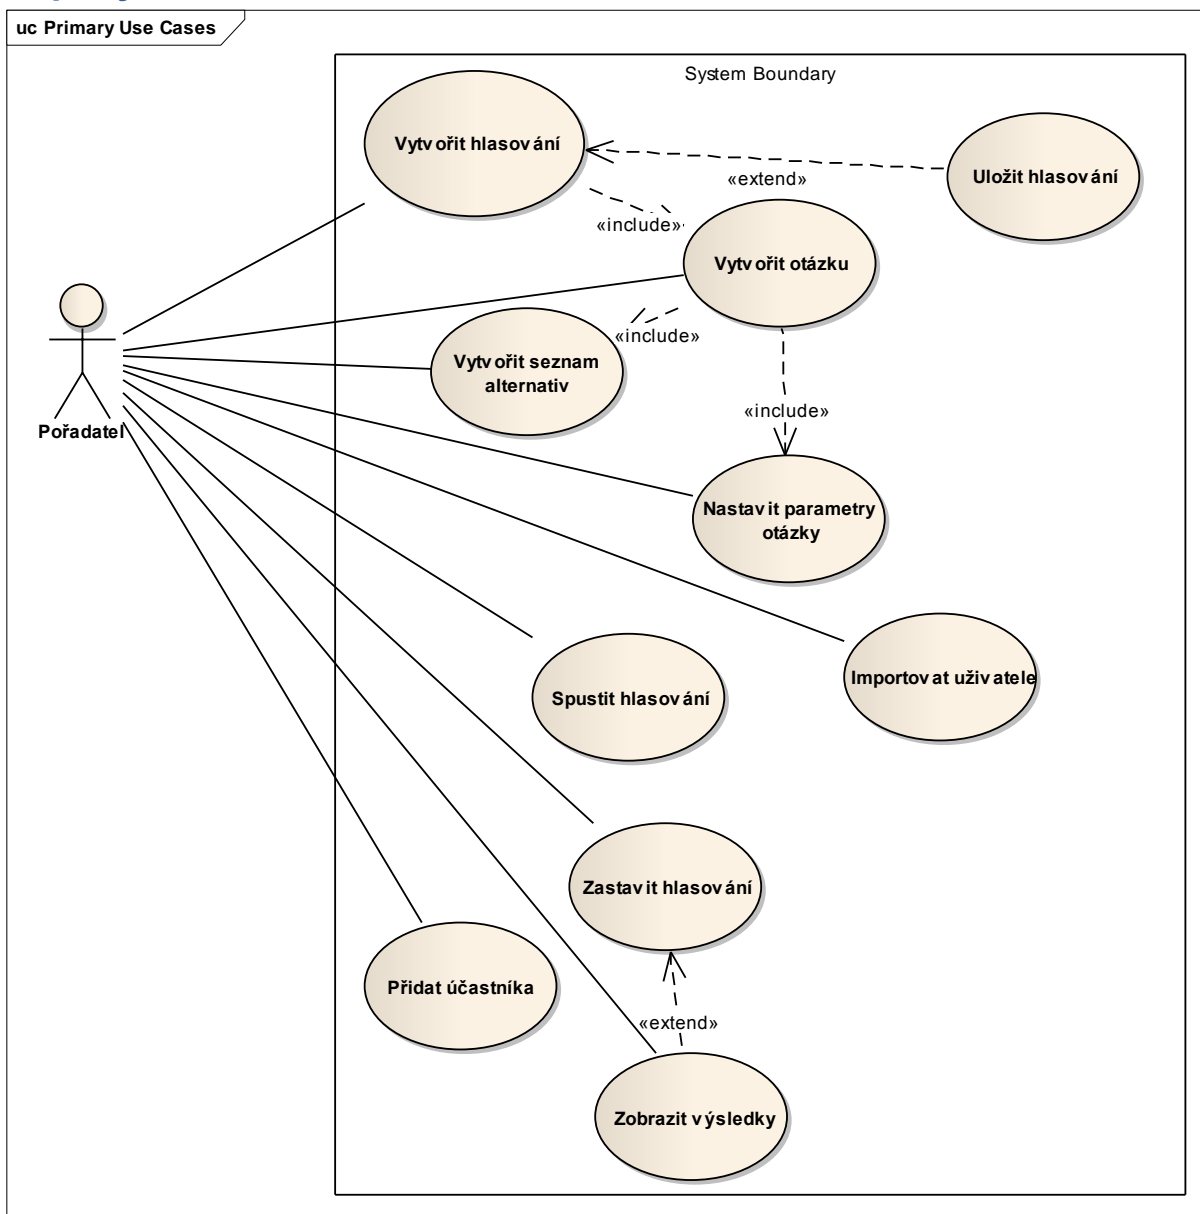 uc Primary Use Cases
System Boundary
Vytvořit hlasování
Uložit hlasování
«extend»
«include»
Vytvořit otázku
«include»
Vytvořit seznam
alternativ
«include»
Pořadatel
Nastavit parametry
otázky
Importovat uživatele
Spustit hlasování
Zastavit hlasování
Přidat účastníka
«extend»
Zobrazit výsledky